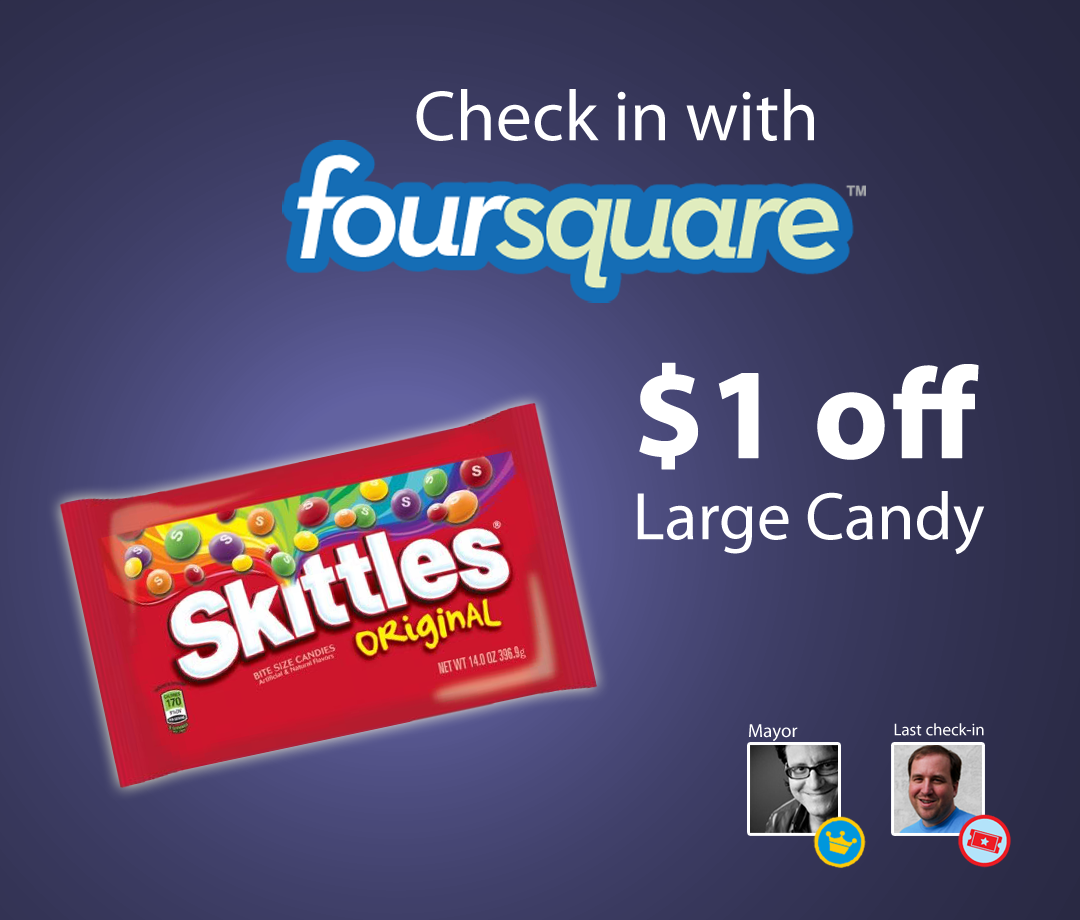 Check in with
foursquare™
$1 off
Large Candy
Skittles®
ORiginAL
BITE SIZE CANDIES
Artificial & Natural Flavors
NET WT 14.0 OZ 396.9g
CALORIES
170
Mayor
Last check-in